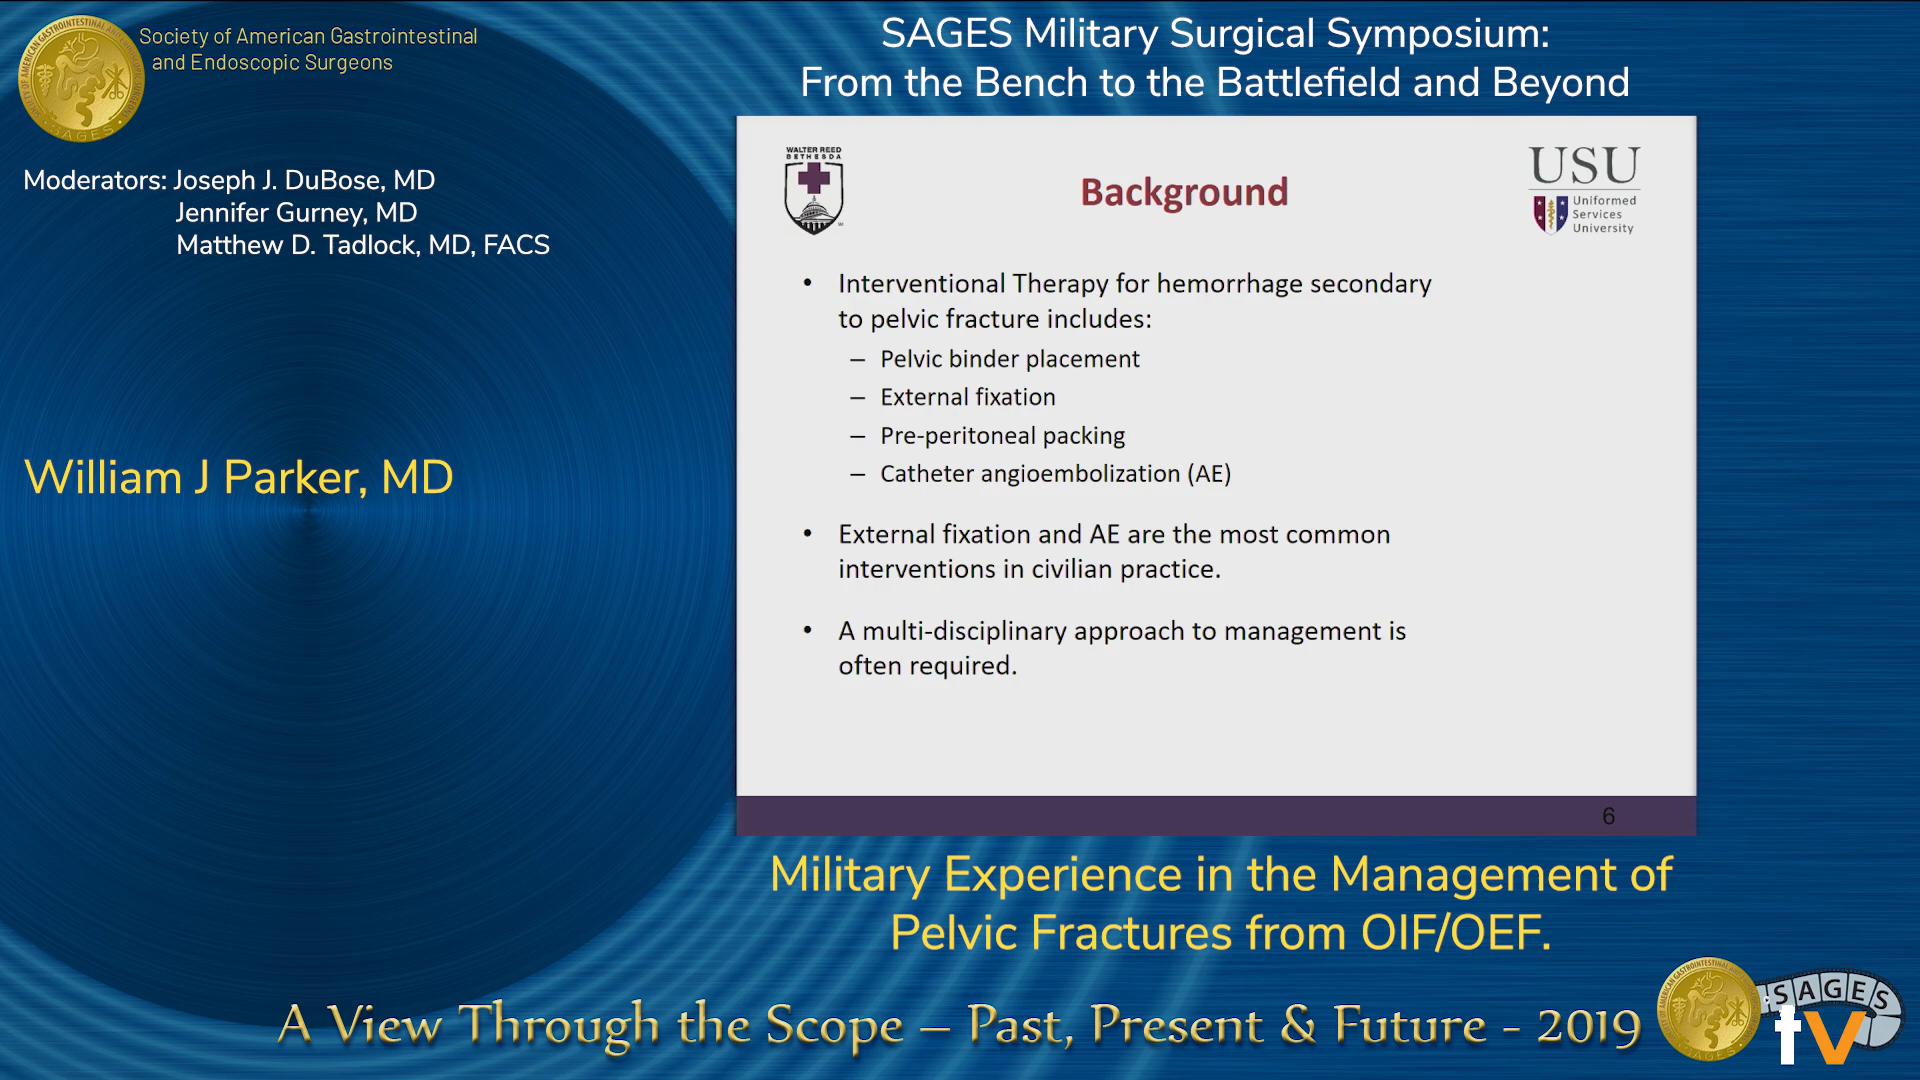 Society of American Gastrointestinal
and Endoscopic Surgeons
SAGES
SAGES Military Surgical Symposium:
From the Bench to the Battlefield and Beyond
Moderators: Joseph J. DuBose, MD
Jennifer Gurney, MD
Matthew D. Tadlock, MD, FACS
William J Parker, MD
WALTER REED
BETHESDA
Background
USU
Uniformed
Services
University
• Interventional Therapy for hemorrhage secondary
to pelvic fracture includes:
– Pelvic binder placement
– External fixation
– Pre-peritoneal packing
– Catheter angioembolization (AE)
• External fixation and AE are the most common
interventions in civilian practice.
• A multi-disciplinary approach to management is
often required.
6
Military Experience in the Management of
Pelvic Fractures from OIF/OEF.
A View Through the Scope – Past, Present & Future - 2019
SAGES
tv